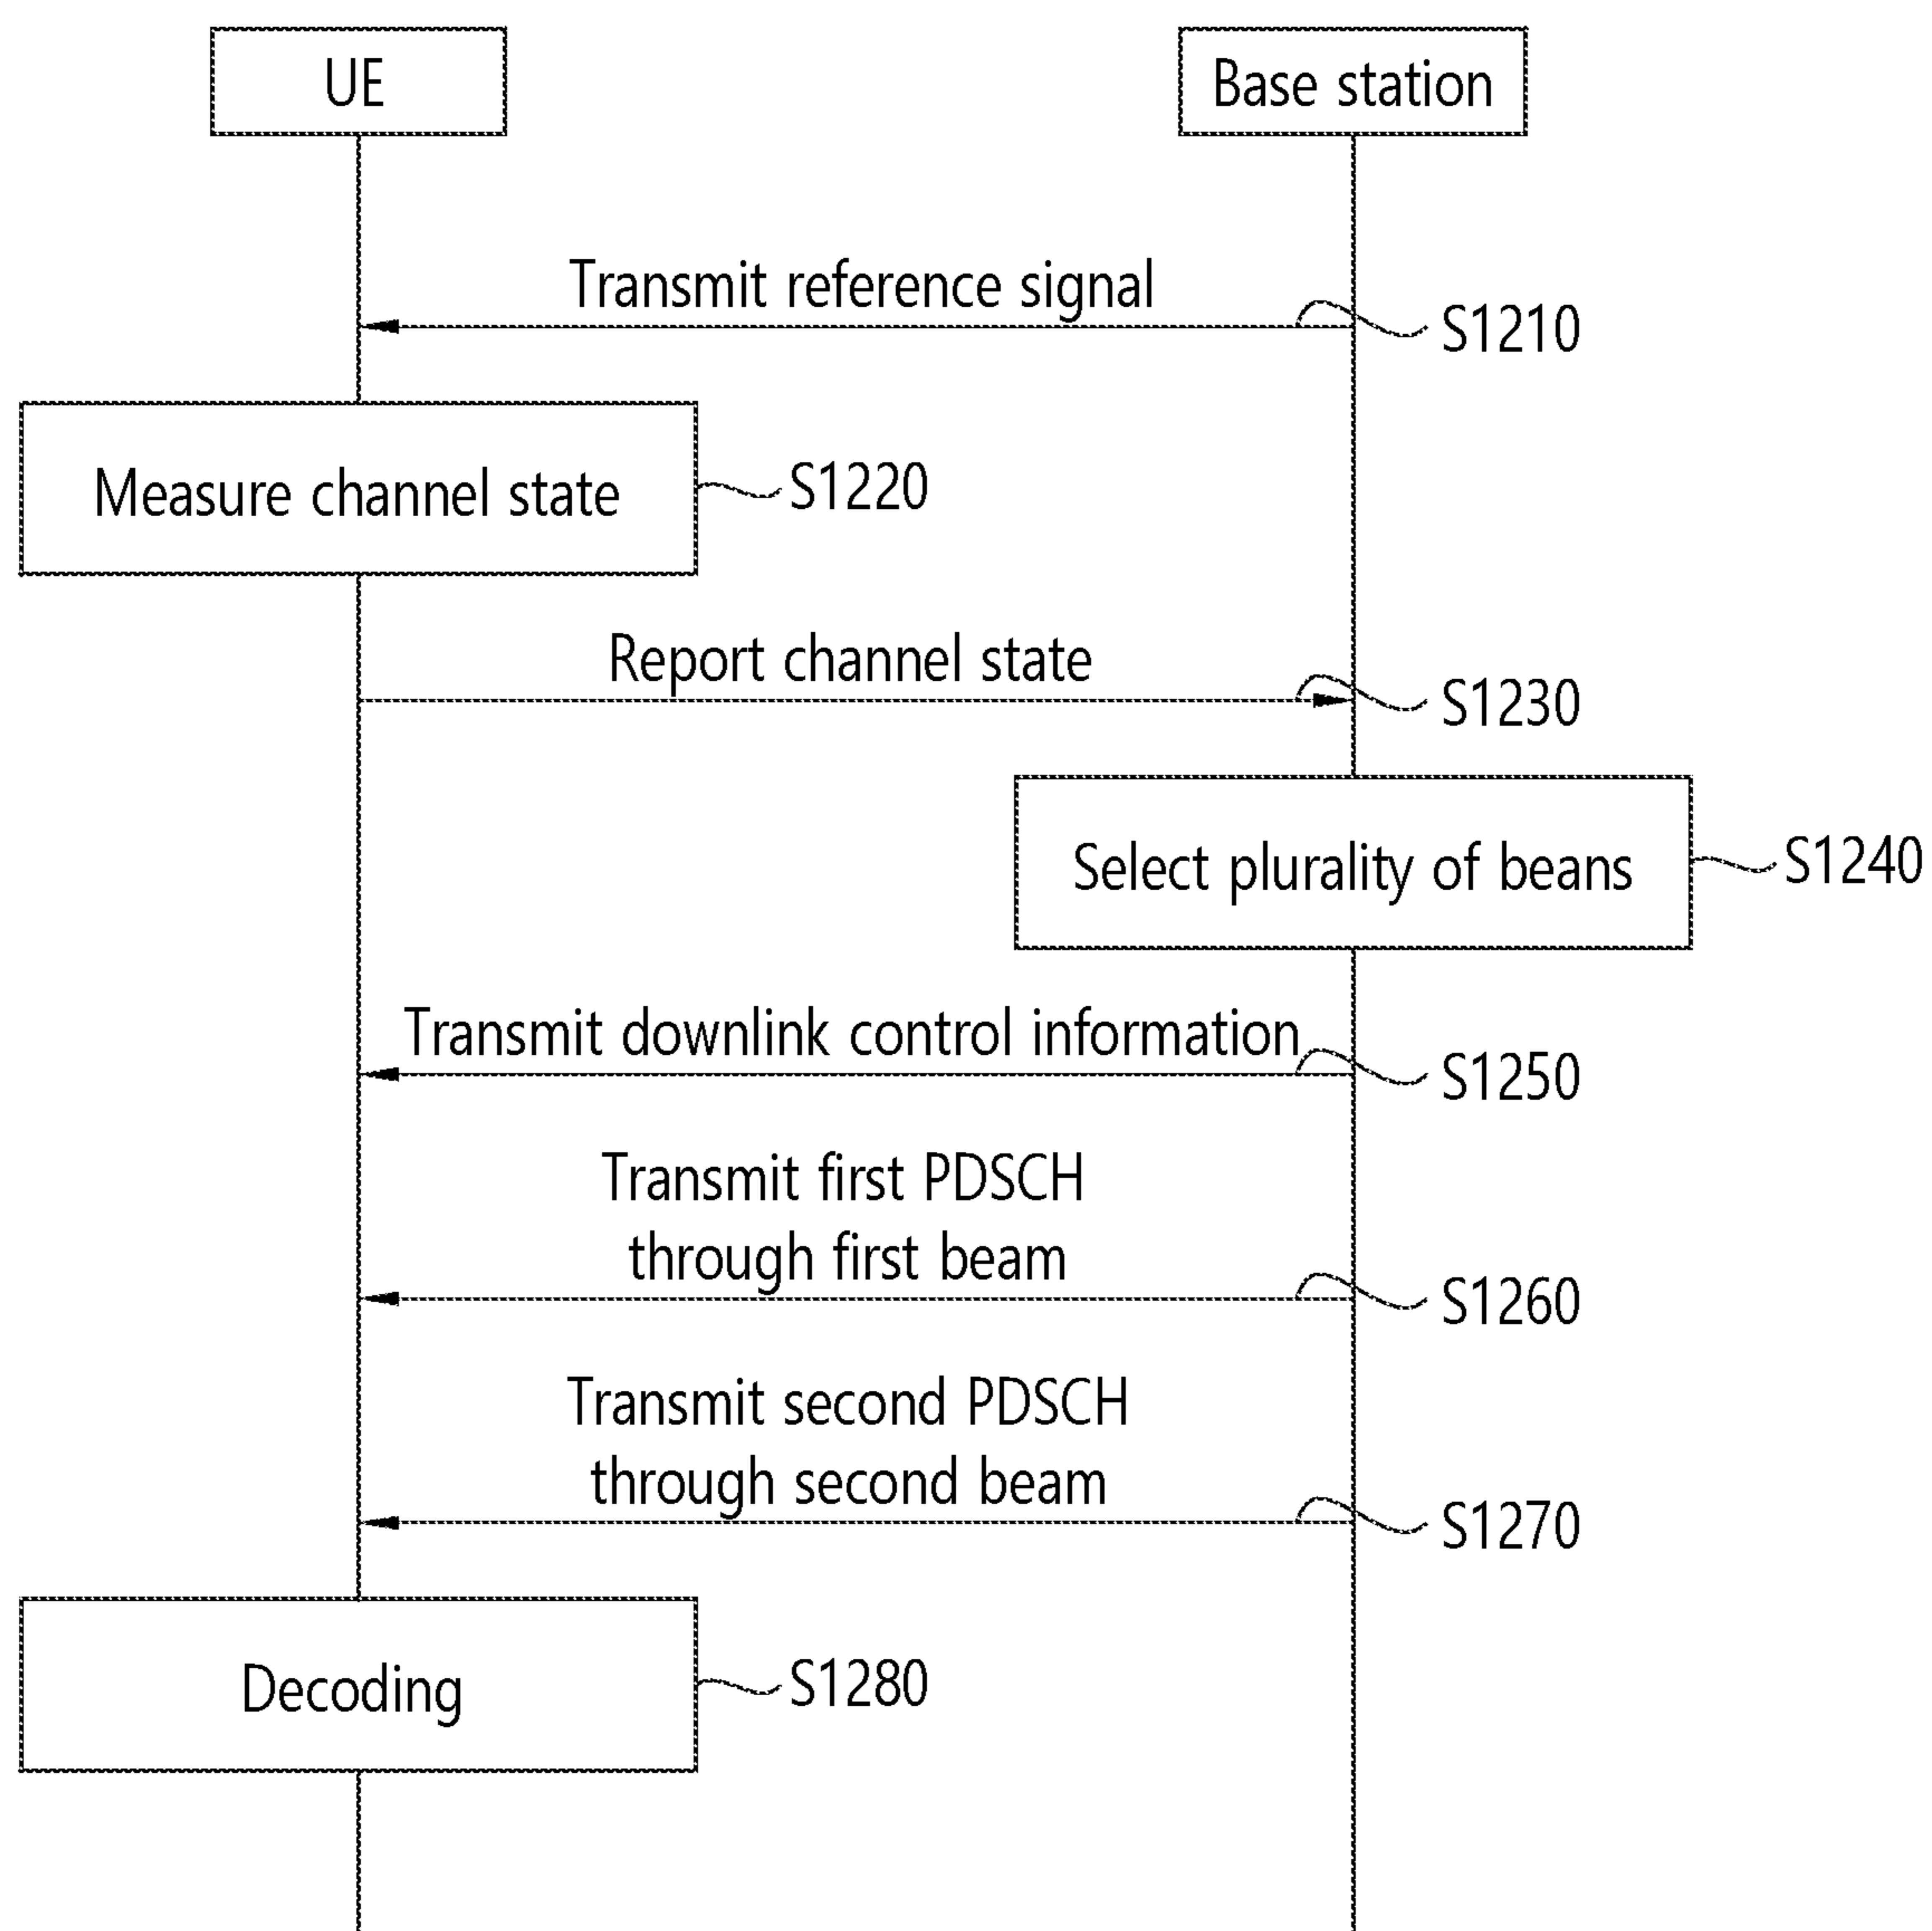 UE
Base station
Transmit reference signal
S1210
Measure channel state
S1220
Report channel state
S1230
Select plurality of beans
S1240
Transmit downlink control information
S1250
Transmit first PDSCH
through first beam
S1260
Transmit second PDSCH
through second beam
S1270
Decoding
S1280